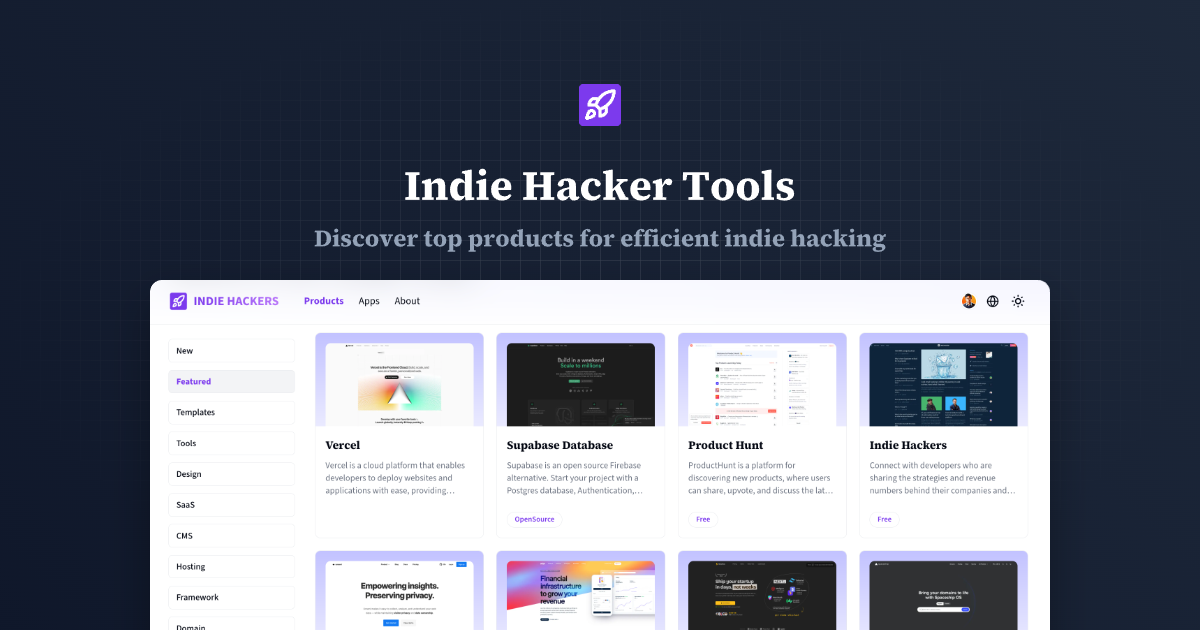 Indie Hacker Tools
Discover top products for efficient indie hacking
INDIE HACKERS
Products
Apps
About
New
Featured
Templates
Tools
Design
SaaS
CMS
Hosting
Framework
Domain
Vercel
Vercel is a cloud platform that enables
developers to deploy websites and
applications with ease, providing…
Build in a weekend
Scale to millions
Supabase Database
Supabase is an open source Firebase
alternative. Start your project with a
Postgres database, Authentication,…
OpenSource
Product Hunt
ProductHunt is a platform for
discovering new products, where users
can share, upvote, and discuss the lat…
Free
Indie Hackers
Connect with developers who are
sharing the strategies and revenue
numbers behind their companies and…
Free
Empowering insights.
Preserving privacy.
Financial
infrastructure
to grow your
revenue
Ship your startup
in days, not weeks
Bring your domains to life
with Spaceship OS